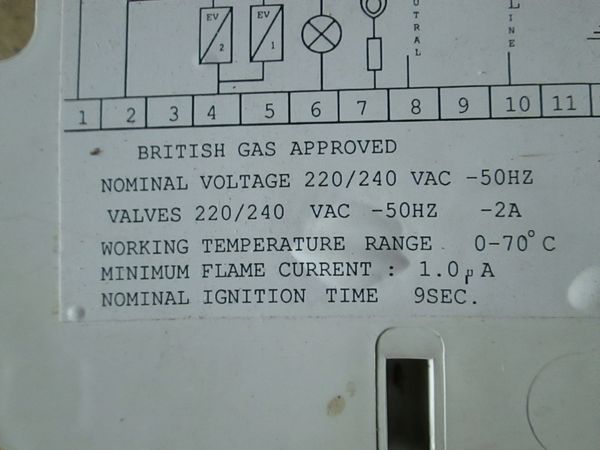 EV
2
EV
1
UTRAL
LINE
1 2 3 4 5 6 7 8 9 10 11
BRITISH GAS APPROVED
NOMINAL VOLTAGE 220/240 VAC -50HZ
VALVES 220/240 VAC -50HZ -2A
WORKING TEMPERATURE RANGE 0-70°C
MINIMUM FLAME CURRENT : 1.0µA
NOMINAL IGNITION TIME 9SEC.